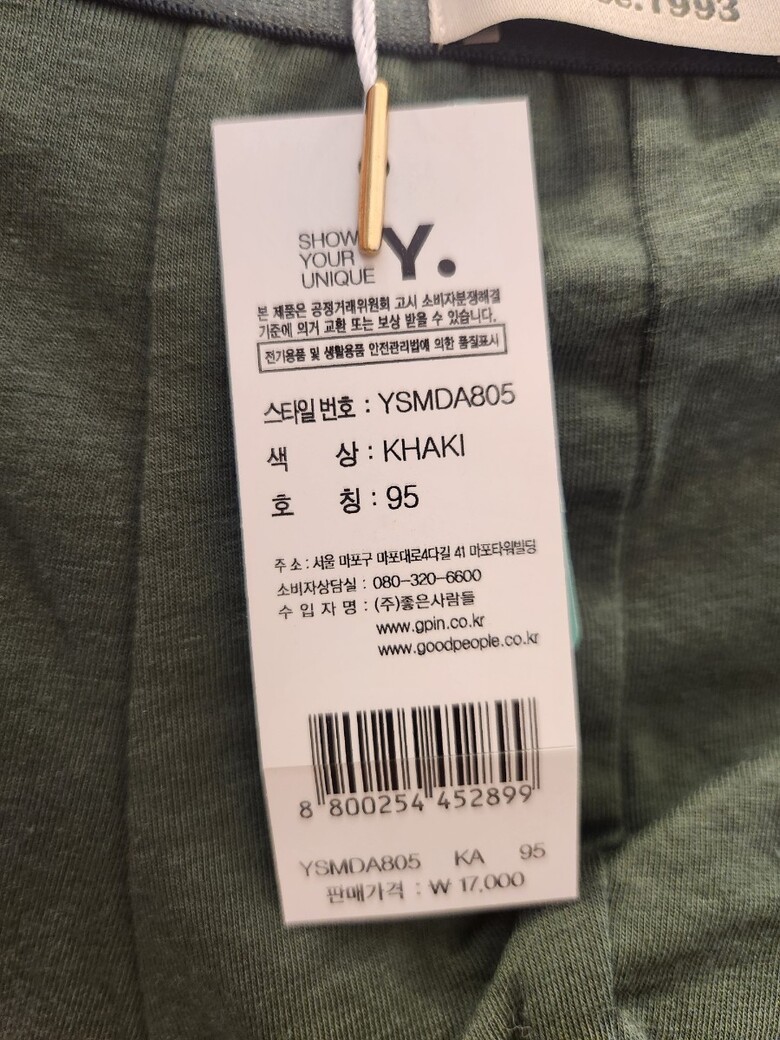 1993
SHOW
YOUR
UNIQUE
Y.
본 제품은 공정거래위원회 고시 소비자분쟁해결
기준에 의거 교환 또는 보상 받을 수 있습니다.
전기용품 및 생활용품 안전관리법에 의한 품질표시
스타일번호 : YSMDA805
색 상 : KHAKI
호 칭 : 95
주 소 : 서울 마포구 마포대로4다길 41 마포타워빌딩
소비자상담실 : 080-320-6600
수 입 자 명 : (주)좋은사람들
www.gpin.co.kr
www.goodpeople.co.kr
8 800254 452899
YSMDA805 KA 95
판매가격 : ₩ 17,000